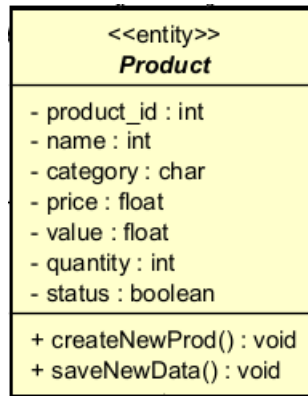 <<entity>>
Product
- product_id : int
- name : int
- category : char
- price : float
- value : float
- quantity : int
- status : boolean
+ createNewProd() : void
+ saveNewData() : void